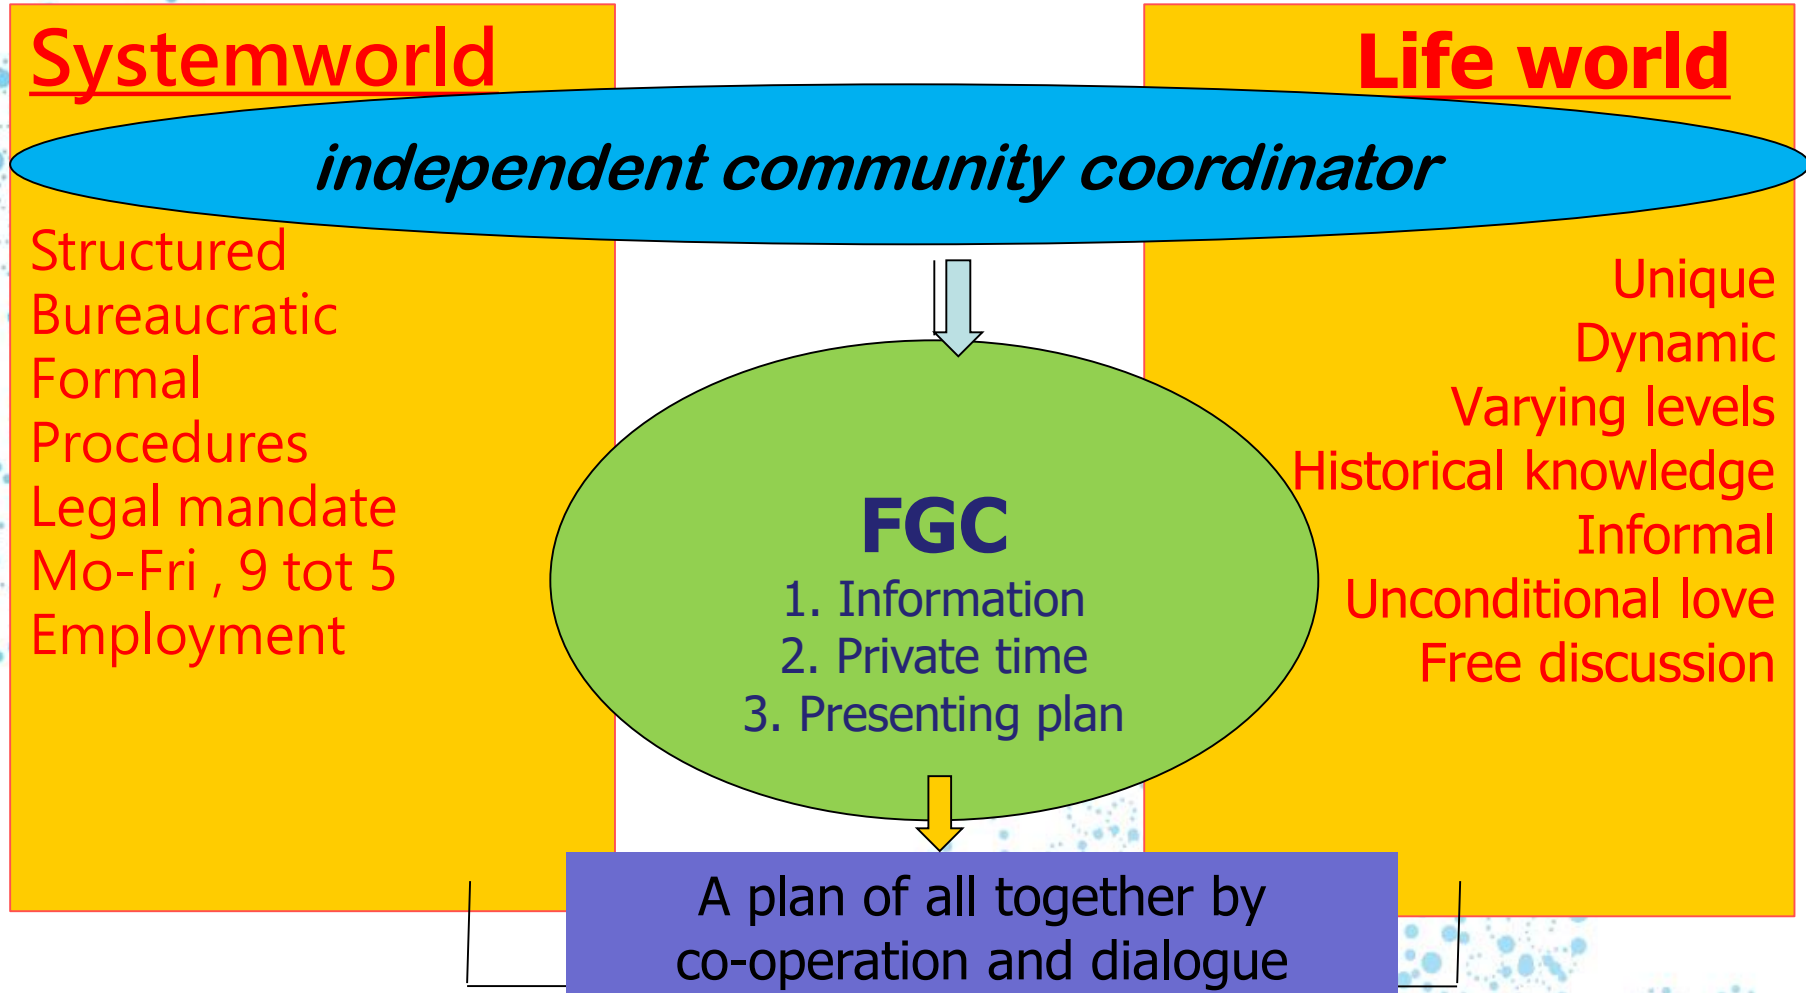 Systemworld
Life world
independent community coordinator
Structured
Bureaucratic
Formal
Procedures
Legal mandate
Mo-Fri , 9 tot 5
Employment
FGC
1. Information
2. Private time
3. Presenting plan
Unique
Dynamic
Varying levels
Historical knowledge
Informal
Unconditional love
Free discussion
A plan of all together by
co-operation and dialogue